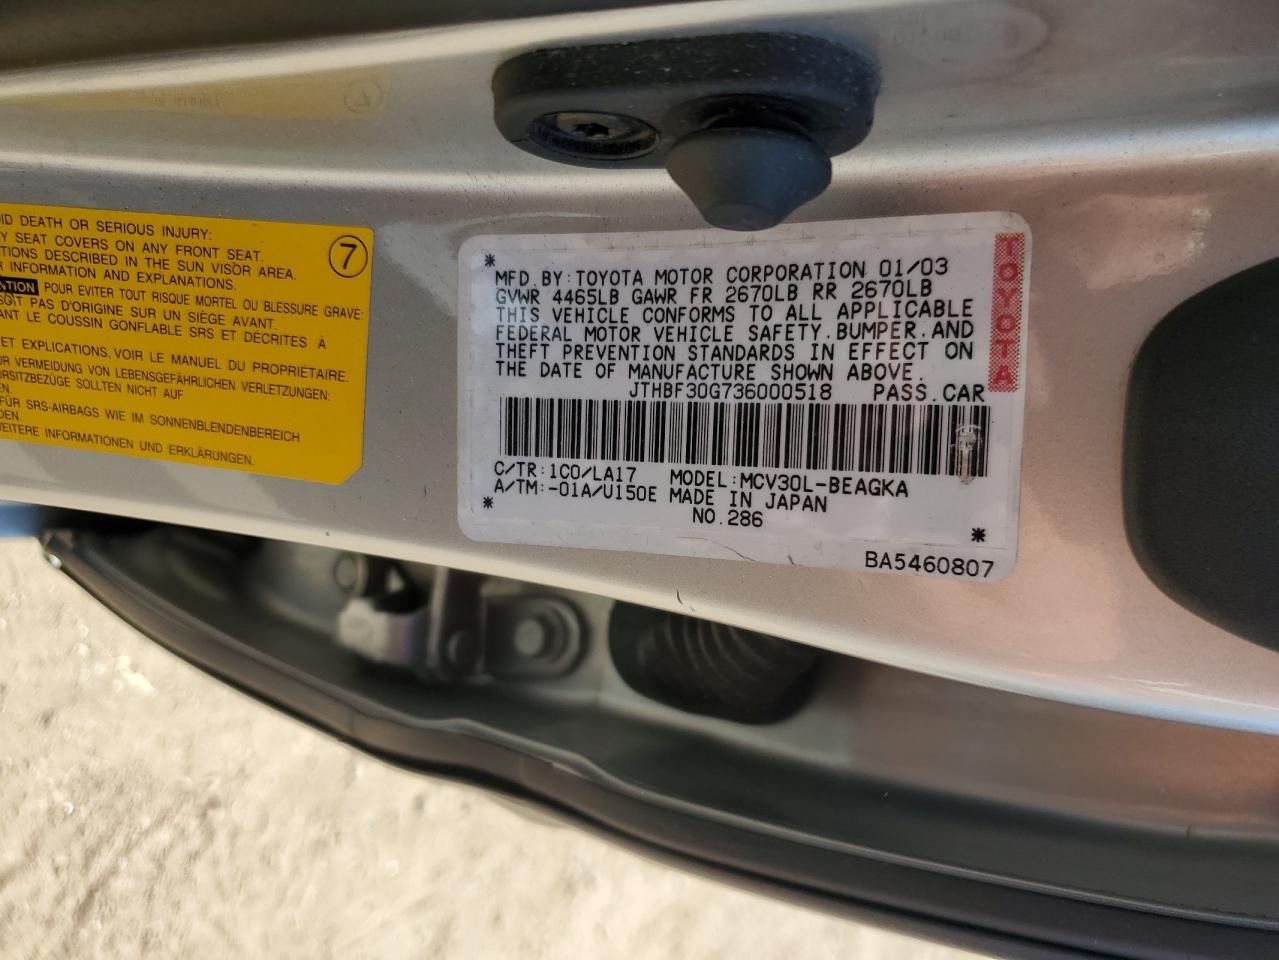 ID DEATH OR SERIOUS INJURY:
SEAT COVERS ON ANY FRONT SEAT.
DESCRIBED IN THE SUN VISOR AREA.
INFORMATION AND EXPLANATIONS.
POUR EVITER TOUT RISQUE MORTEL OU BLESSURE GRAVE:
PAS D'ORIGINE SUR UN SIÈGE AVANT.
LE COUSSIN GONFLABLE SRS ET DÉCRITES À
ET EXPLICATIONS, VOIR LE MANUEL DU PROPRIÉTAIRE.
VERMEIDUNG VON LEBENSGEFÄHRLICHEN VERLETZUNGEN:
SOLLTEN NICHT AUF
FÜR SRS-AIRBAGS WIE IM SONNENBLENDENBEREICH
WEITERE INFORMATIONEN UND ERKLÄRUNGEN.
7
*
MFD. BY: TOYOTA MOTOR CORPORATION 01/03
GVWR 4465LB GAWR FR 2670LB RR 2670LB
THIS VEHICLE CONFORMS TO ALL APPLICABLE
FEDERAL MOTOR VEHICLE SAFETY, BUMPER, AND
THEFT PREVENTION STANDARDS IN EFFECT ON
THE DATE OF MANUFACTURE SHOWN ABOVE.
JTHBF30G736000518 PASS. CAR
C/TR: 1C0/LA17 MODEL: MCV30L-BEAGKA
A/TM: -01A/U150E MADE IN JAPAN
* NO. 286 *
BA5460807
TOYOTA